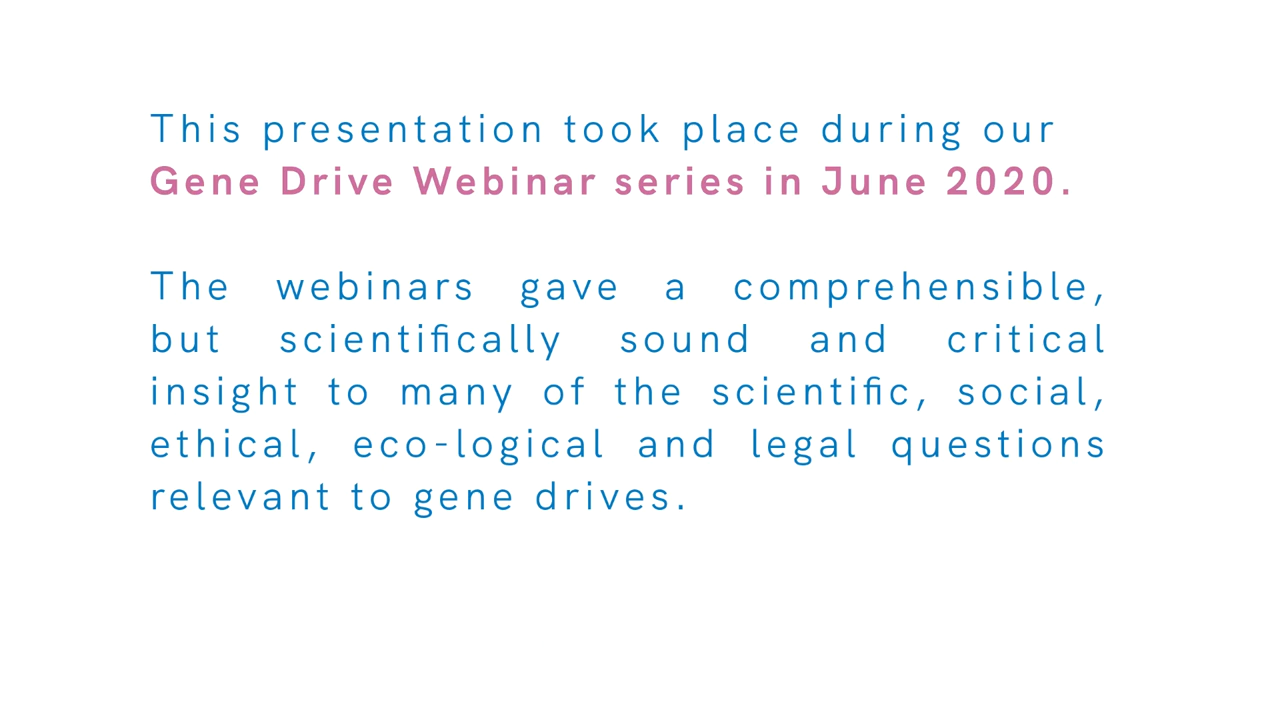 This presentation took place during our
Gene Drive Webinar series in June 2020.
The webinars gave a comprehensible,
but scientifically sound and critical
insight to many of the scientific, social,
ethical, eco-logical and legal questions
relevant to gene drives.